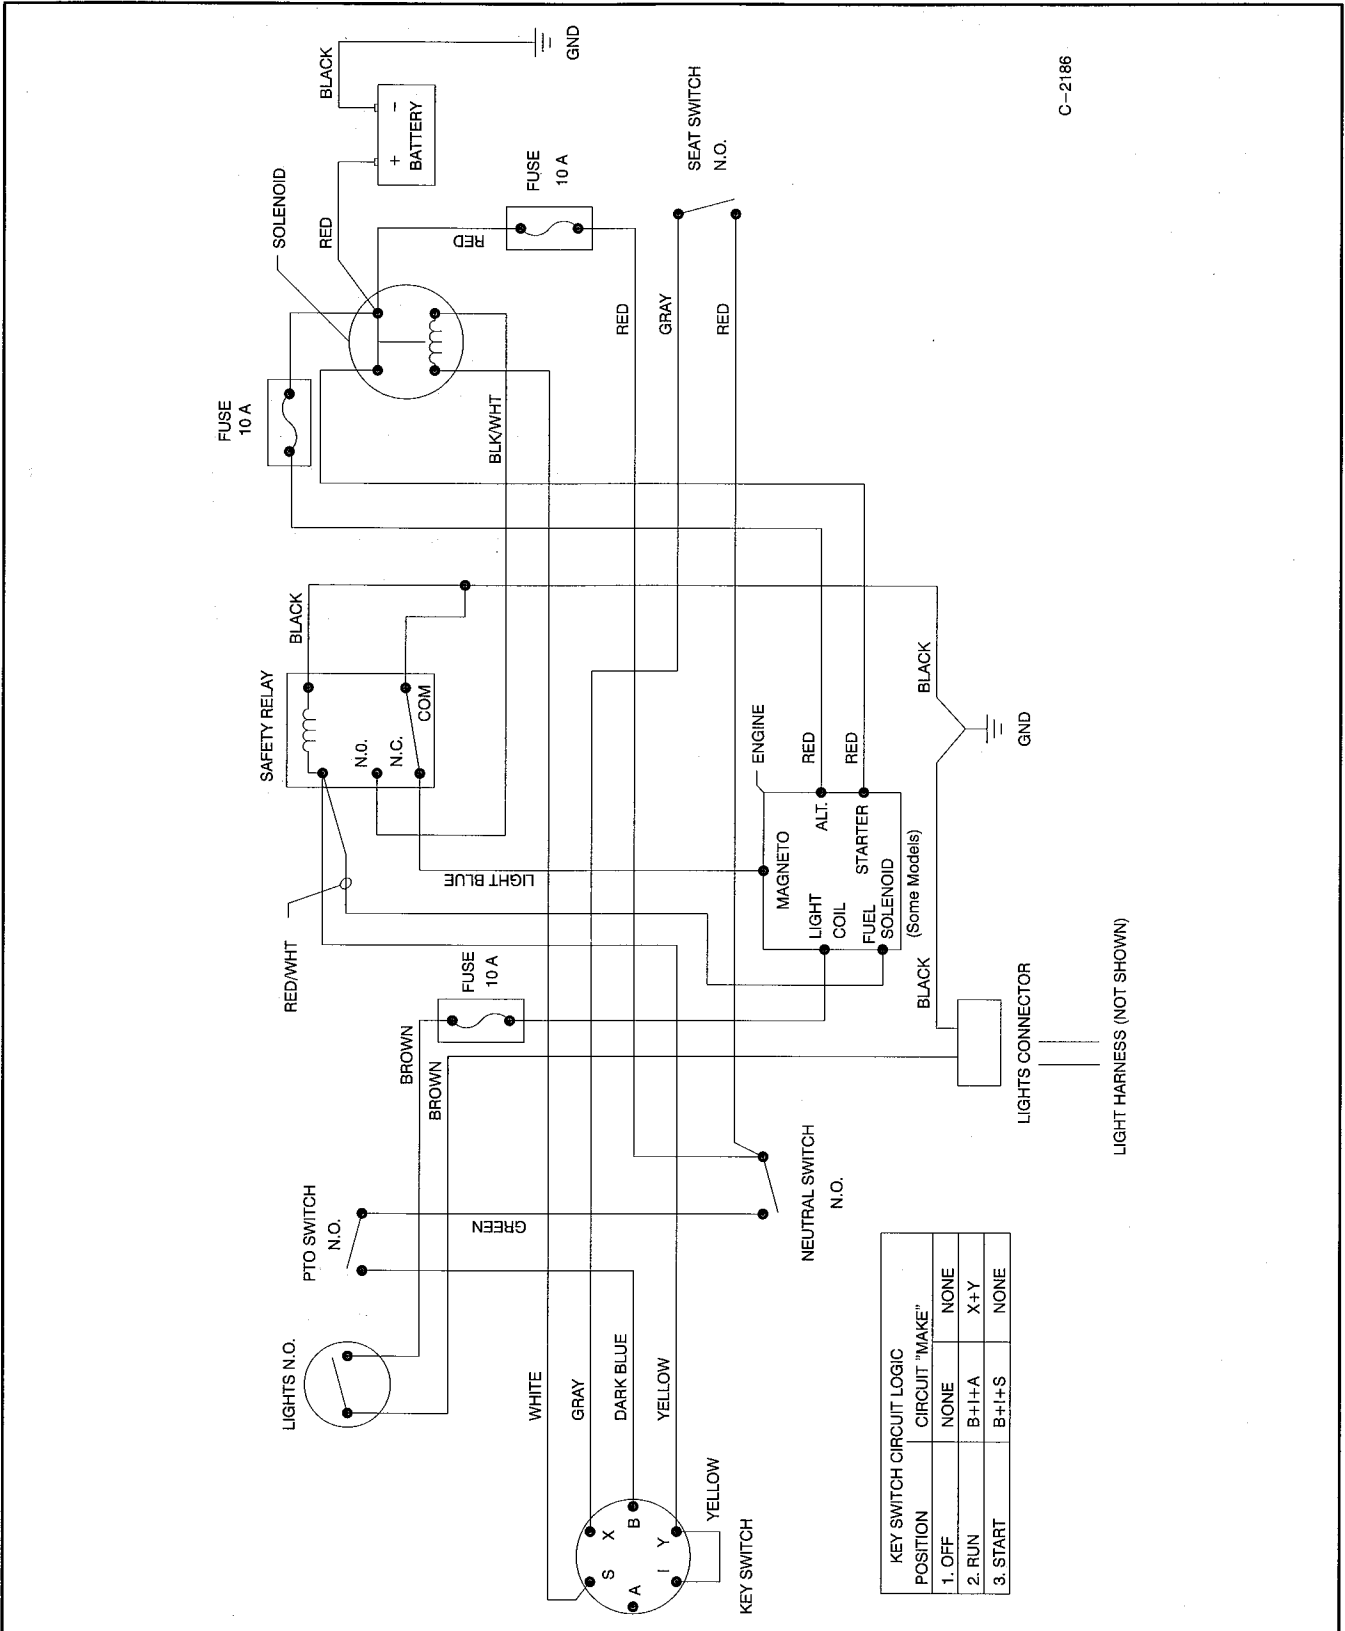 BLACK
GND
BATTERY
+
-
SOLENOID
RED
FUSE
10 A
RED
SEAT SWITCH
N.O.
C-2186
FUSE
10 A
RED
GRAY
RED
BLK/WHT
SAFETY RELAY
BLACK
N.O.
N.C.
COM
BLACK
GND
ENGINE
RED
RED
MAGNETO
ALT.
STARTER
LIGHT
COIL
FUEL
SOLENOID
(Some Models)
LIGHT BLUE
RED/WHT
FUSE
10 A
BROWN
BROWN
BLACK
LIGHTS CONNECTOR
LIGHT HARNESS (NOT SHOWN)
PTO SWITCH
N.O.
GREEN
NEUTRAL SWITCH
N.O.
LIGHTS N.O.
WHITE
GRAY
DARK BLUE
YELLOW
S
X
A
B
I
Y
YELLOW
KEY SWITCH
KEY SWITCH CIRCUIT LOGIC
POSITION CIRCUIT "MAKE"
1. OFF NONE NONE
2. RUN B+I+A X+Y
3. START B+I+S NONE